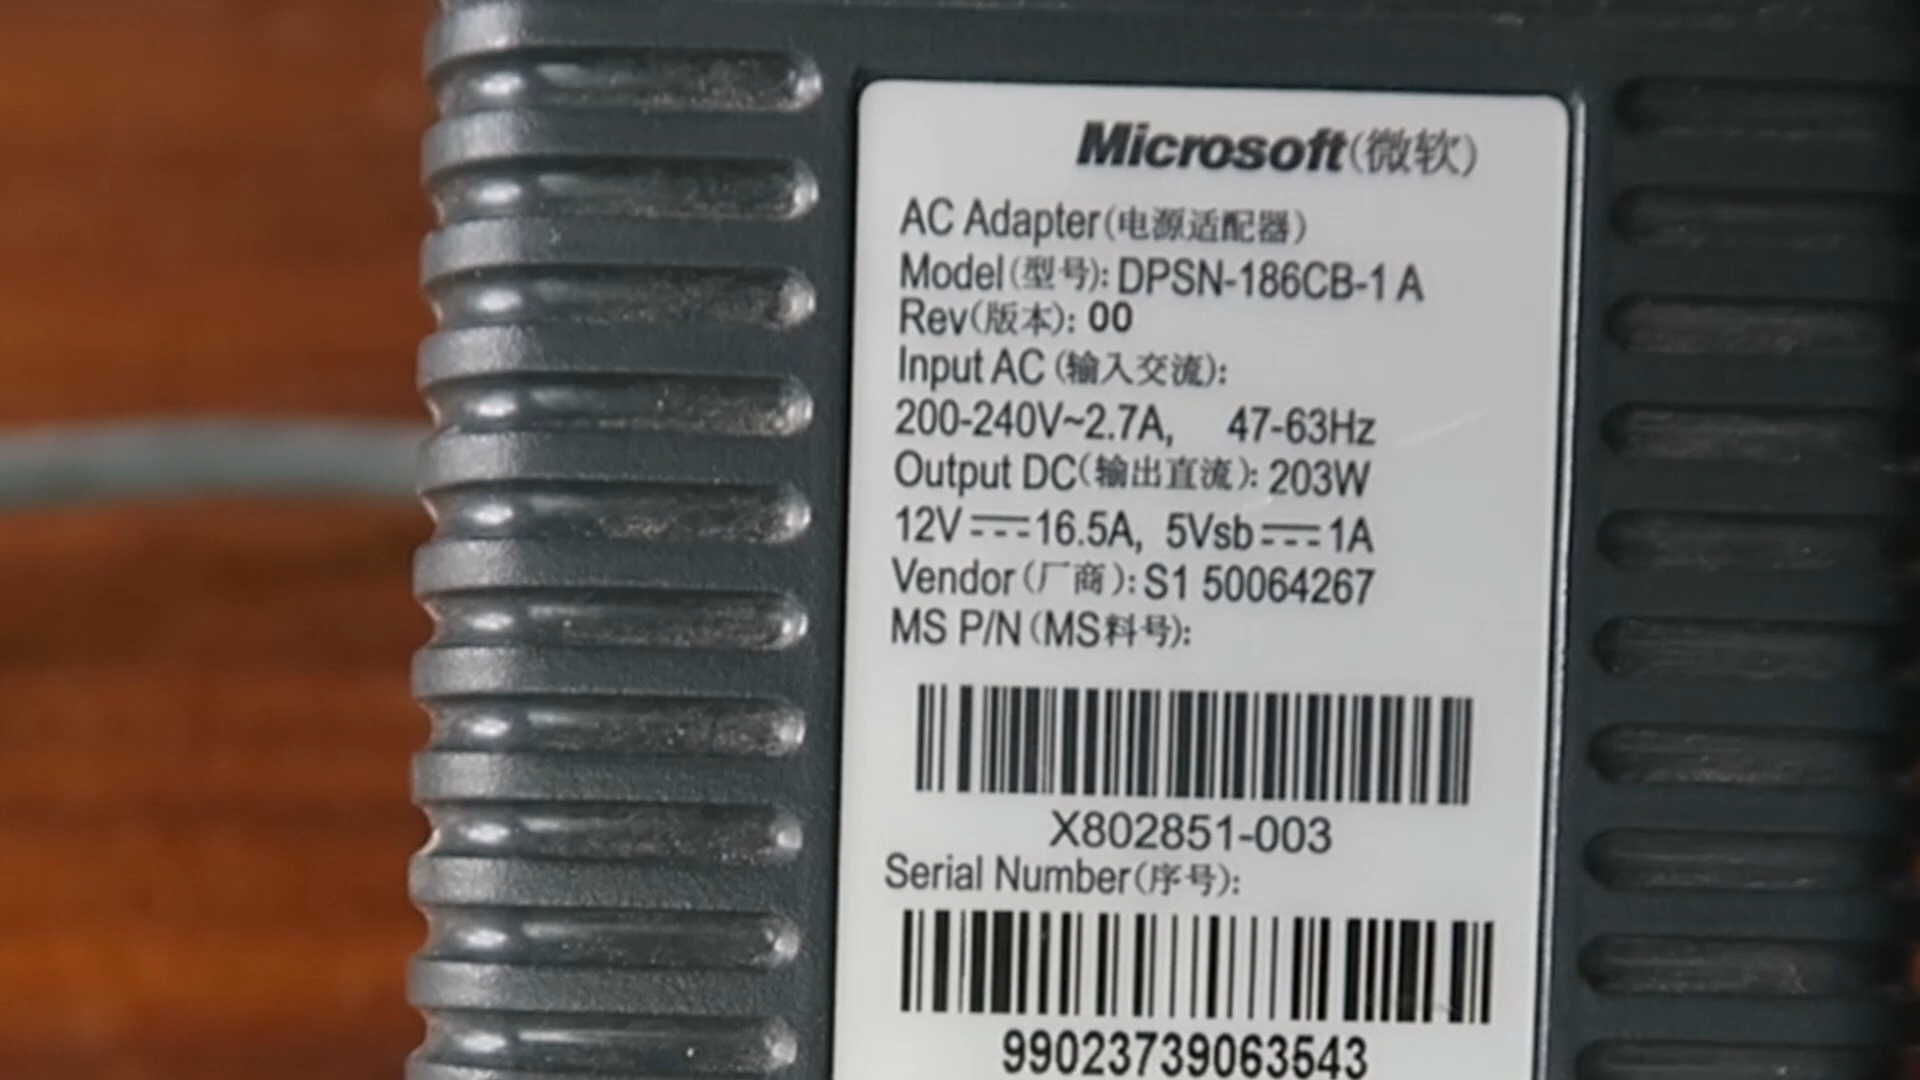 Microsoft(微软)
AC Adapter(电源适配器)
Model(型号): DPSN-186CB-1 A
Rev(版本): 00
Input AC (输入交流):
200-240V~2.7A, 47-63Hz
Output DC(输出直流): 203W
12V⎓16.5A, 5Vsb⎓1A
Vendor(厂商): S1 50064267
MS P/N(MS料号):
X802851-003
Serial Number(序号):
99023739063543